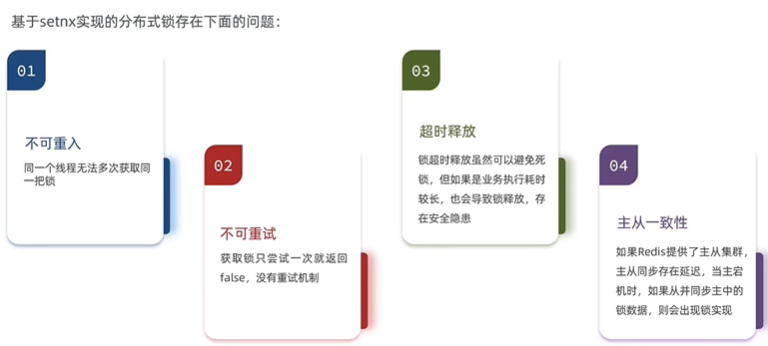 基于setnx实现的分布式锁存在下面的问题：
01
不可重入
同一个线程无法多次获取同
一把锁
02
不可重试
获取锁只尝试一次就返回
false，没有重试机制
03
超时释放
锁超时释放虽然可以避免死
锁，但如果是业务执行耗时
较长，也会导致锁释放，存
在安全隐患
04
主从一致性
如果Redis提供了主从集群，
主从同步存在延迟，当主宕
机时，如果从并同步主中的
锁数据，则会出现锁实现